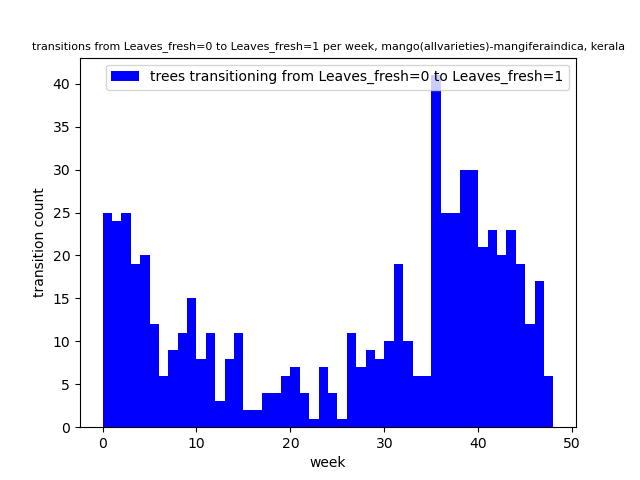 transitions from Leaves_fresh=0 to Leaves_fresh=1 per week, mango(allvarieties)-mangiferaindica, kerala
trees transitioning from Leaves_fresh=0 to Leaves_fresh=1
transition count
40
35
30
25
20
15
10
5
0
0 10 20 30 40 50
week